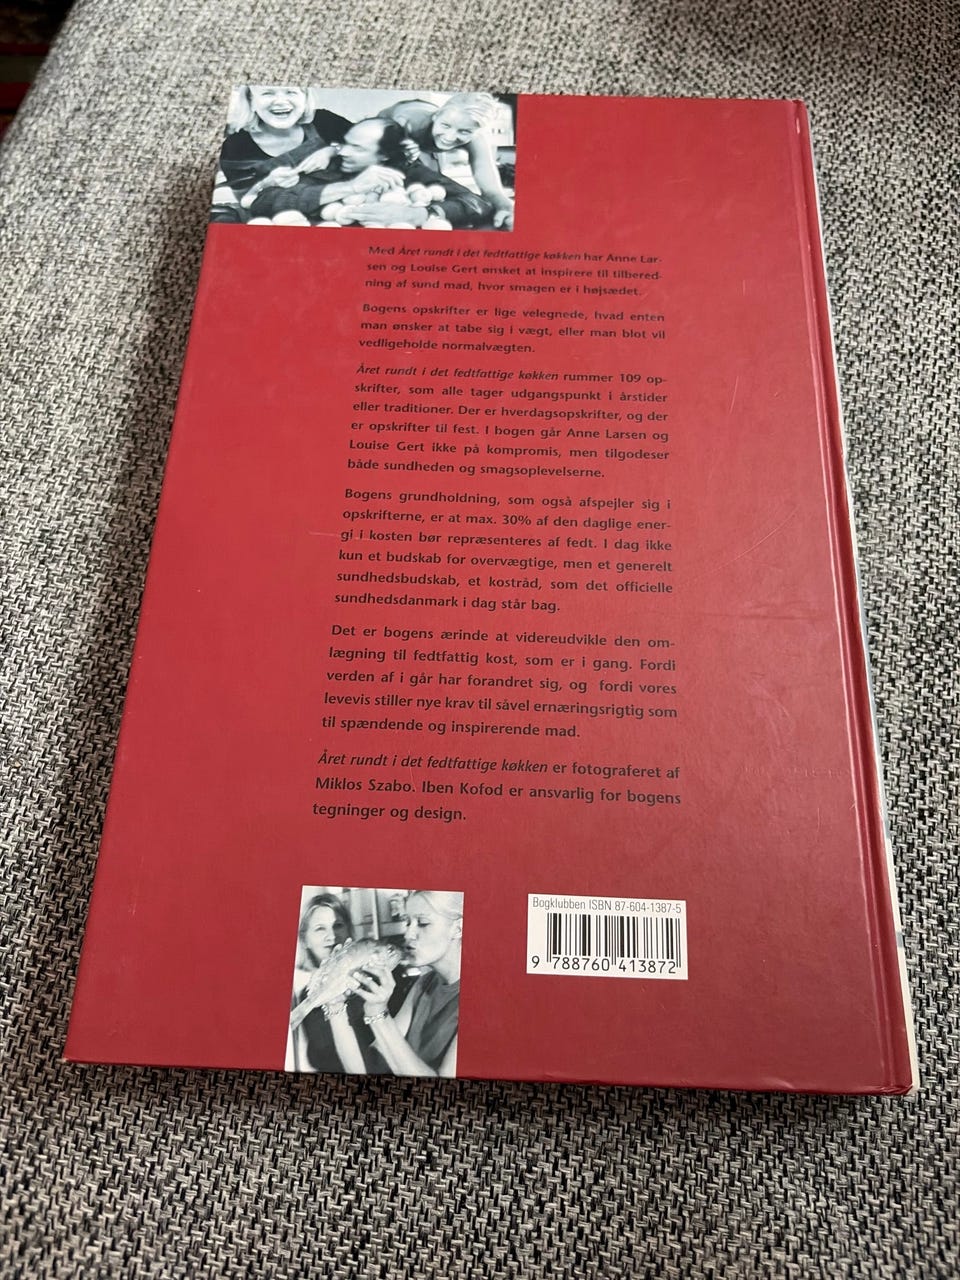 Med Året rundt i det fedtfattige køkken har Anne Lar-
sen og Louise Gert ønsket at inspirere til tilbered-
ning af sund mad, hvor smagen er i højsædet.
Bogens opskrifter er lige velegnede, hvad enten
man ønsker at tabe sig i vægt, eller man blot vil
vedligeholde normalvægten.
Året rundt i det fedtfattige køkken rummer 109 op-
skrifter, som alle tager udgangspunkt i årstider
eller traditioner. Der er hverdagsopskrifter, og der
er opskrifter til fest. I bogen går Anne Larsen og
Louise Gert ikke på kompromis, men tilgodeser
både sundheden og smagsoplevelserne.
Bogens grundholdning, som også afspejler sig i
opskrifterne, er at max. 30% af den daglige ener-
gi i kosten bør repræsenteres af fedt. I dag ikke
kun et budskab for overvægtige, men et generelt
sundhedsbudskab, et kostråd, som det officielle
sundhedsdanmark i dag står bag.
Det er bogens ærinde at videreudvikle den om-
lægning til fedtfattig kost, som er i gang. Fordi
verden af i går har forandret sig, og fordi vores
levevis stiller nye krav til såvel ernæringsrigtig som
til spændende og inspirerende mad.
Året rundt i det fedtfattige køkken er fotograferet af
Miklos Szabo. Iben Kofod er ansvarlig for bogens
tegninger og design.
Bogklubben ISBN 87-604-1387-5
9 788760 413872